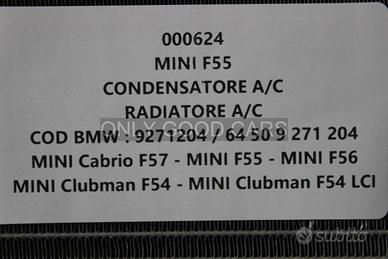 000624
MINI F55
CONDENSATORE A/C
RADIATORE A/C
ONLY GOOD CARS
COD BMW : 9271204 / 64 50 9 271 204
MINI Cabrio F57 - MINI F55 - MINI F56
MINI Clubman F54 - MINI Clubman F54 LCI
subito